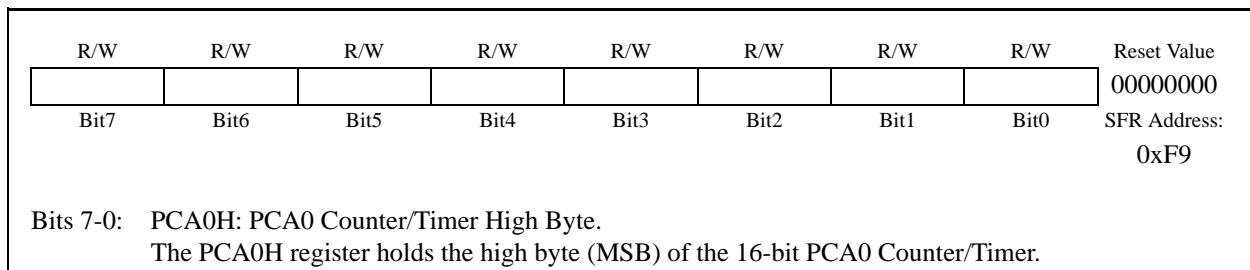 R/W R/W R/W R/W R/W R/W R/W R/W Reset Value
00000000
Bit7 Bit6 Bit5 Bit4 Bit3 Bit2 Bit1 Bit0 SFR Address:
0xF9
Bits 7-0: PCA0H: PCA0 Counter/Timer High Byte.
The PCA0H register holds the high byte (MSB) of the 16-bit PCA0 Counter/Timer.